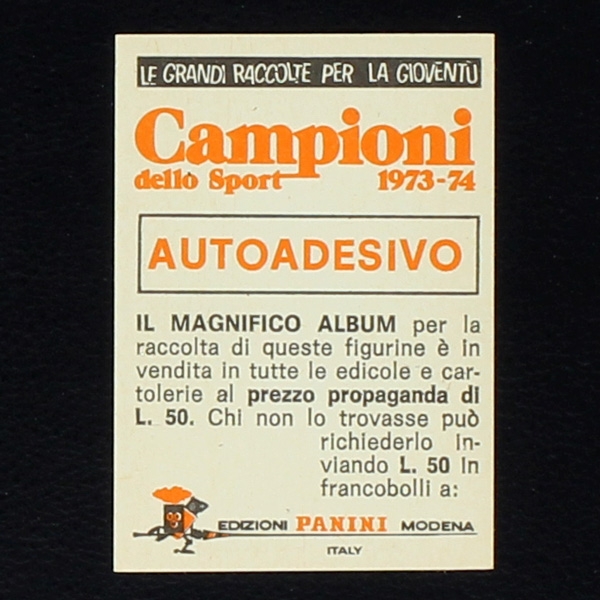 LE GRANDI RACCOLTE PER LA GIOVENTÙ
Campioni
dello Sport 1973-74
AUTOADESIVO
IL MAGNIFICO ALBUM per la
raccolta di queste figurine è in
vendita in tutte le edicole e car-
tolerie al prezzo propaganda di
L. 50. Chi non lo trovasse può
richiederlo in-
viando L. 50 in
francobolli a:
EDIZIONI PANINI MODENA
ITALY